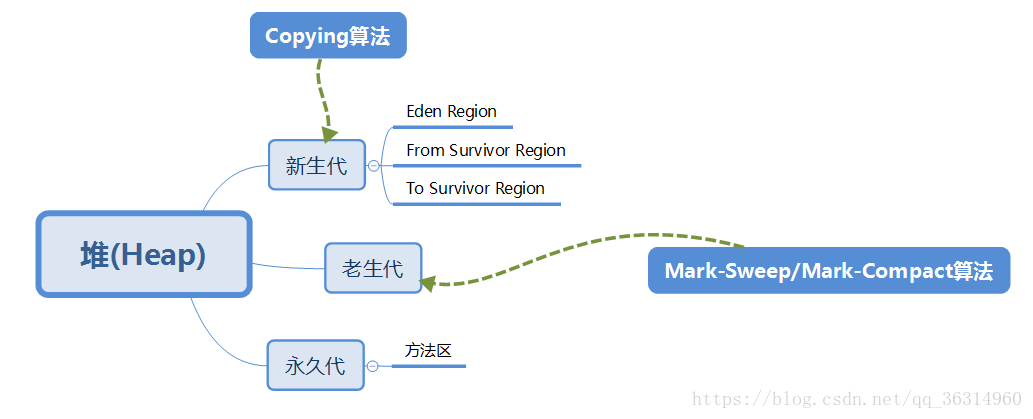 Copying算法
Eden Region
新生代
From Survivor Region
To Survivor Region
堆(Heap)
老生代
Mark-Sweep/Mark-Compact算法
永久代
方法区
https://blog.csdn.net/qq_36314960